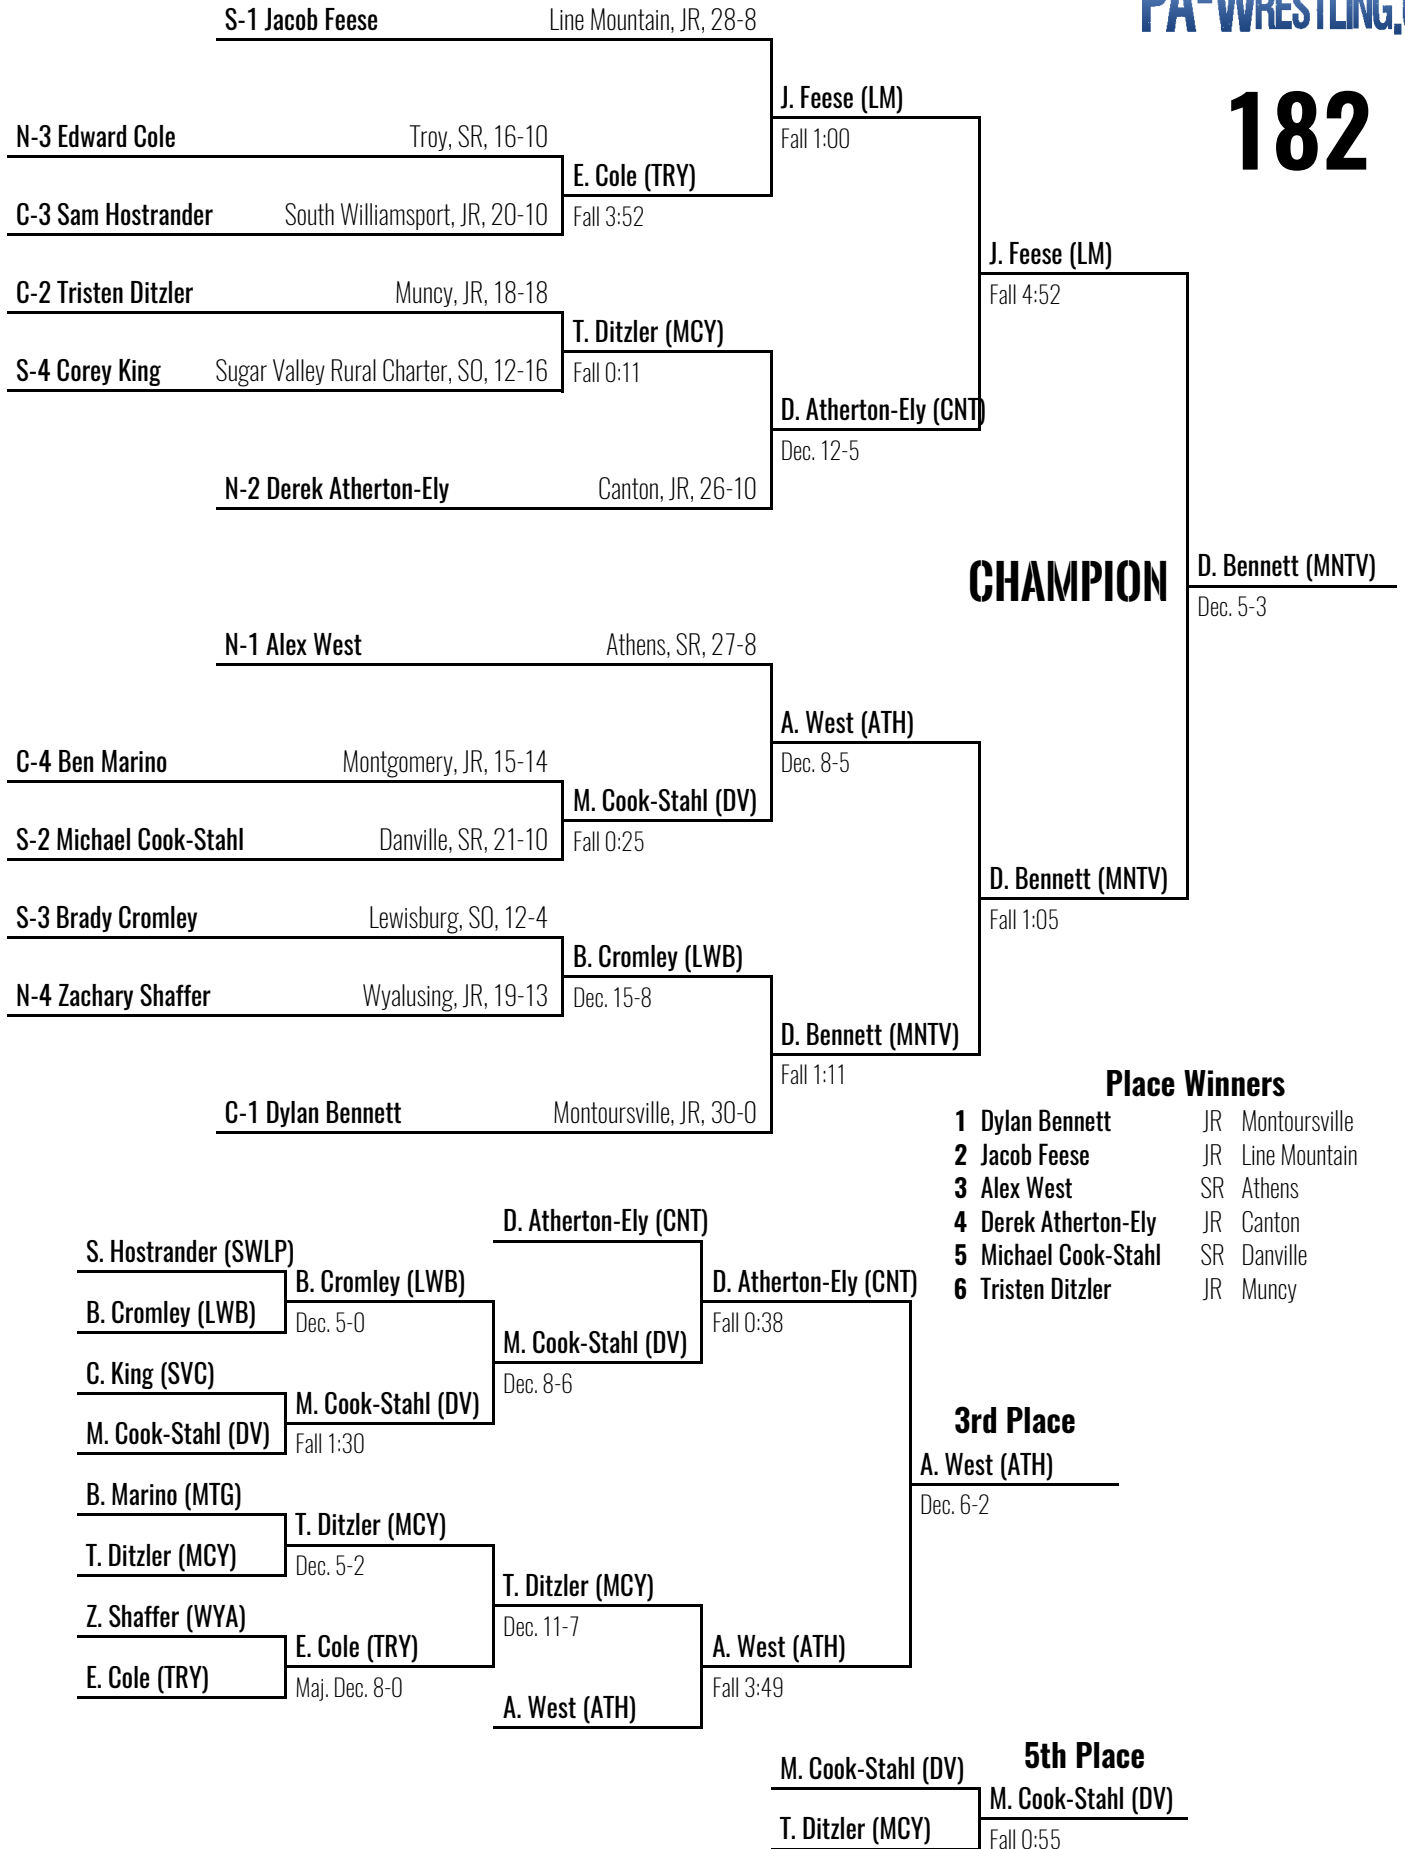 PA-WRESTLING.
182
S-1 Jacob Feese Line Mountain, JR, 28-8
J. Feese (LM)
Fall 1:00
N-3 Edward Cole Troy, SR, 16-10
E. Cole (TRY)
Fall 3:52
C-3 Sam Hostrander South Williamsport, JR, 20-10
J. Feese (LM)
Fall 4:52
C-2 Tristen Ditzler Muncy, JR, 18-18
T. Ditzler (MCY)
Fall 0:11
S-4 Corey King Sugar Valley Rural Charter, SO, 12-16
D. Atherton-Ely (CNT)
Dec. 12-5
N-2 Derek Atherton-Ely Canton, JR, 26-10
CHAMPION
D. Bennett (MNTV)
Dec. 5-3
N-1 Alex West Athens, SR, 27-8
A. West (ATH)
Dec. 8-5
C-4 Ben Marino Montgomery, JR, 15-14
M. Cook-Stahl (DV)
Fall 0:25
S-2 Michael Cook-Stahl Danville, SR, 21-10
D. Bennett (MNTV)
Fall 1:05
S-3 Brady Cromley Lewisburg, SO, 12-4
B. Cromley (LWB)
Dec. 15-8
N-4 Zachary Shaffer Wyalusing, JR, 19-13
D. Bennett (MNTV)
Fall 1:11
C-1 Dylan Bennett Montoursville, JR, 30-0
Place Winners
1 Dylan Bennett JR Montoursville
2 Jacob Feese JR Line Mountain
3 Alex West SR Athens
4 Derek Atherton-Ely JR Canton
5 Michael Cook-Stahl SR Danville
6 Tristen Ditzler JR Muncy
D. Atherton-Ely (CNT)
S. Hostrander (SWLP)
B. Cromley (LWB)
Dec. 5-0
B. Cromley (LWB)
D. Atherton-Ely (CNT)
Fall 0:38
M. Cook-Stahl (DV)
Dec. 8-6
C. King (SVC)
M. Cook-Stahl (DV)
Fall 1:30
M. Cook-Stahl (DV)
3rd Place
A. West (ATH)
Dec. 6-2
B. Marino (MTG)
T. Ditzler (MCY)
Dec. 5-2
T. Ditzler (MCY)
T. Ditzler (MCY)
Dec. 11-7
Z. Shaffer (WYA)
E. Cole (TRY)
Maj. Dec. 8-0
E. Cole (TRY)
A. West (ATH)
Fall 3:49
A. West (ATH)
5th Place
M. Cook-Stahl (DV)
M. Cook-Stahl (DV)
Fall 0:55
T. Ditzler (MCY)